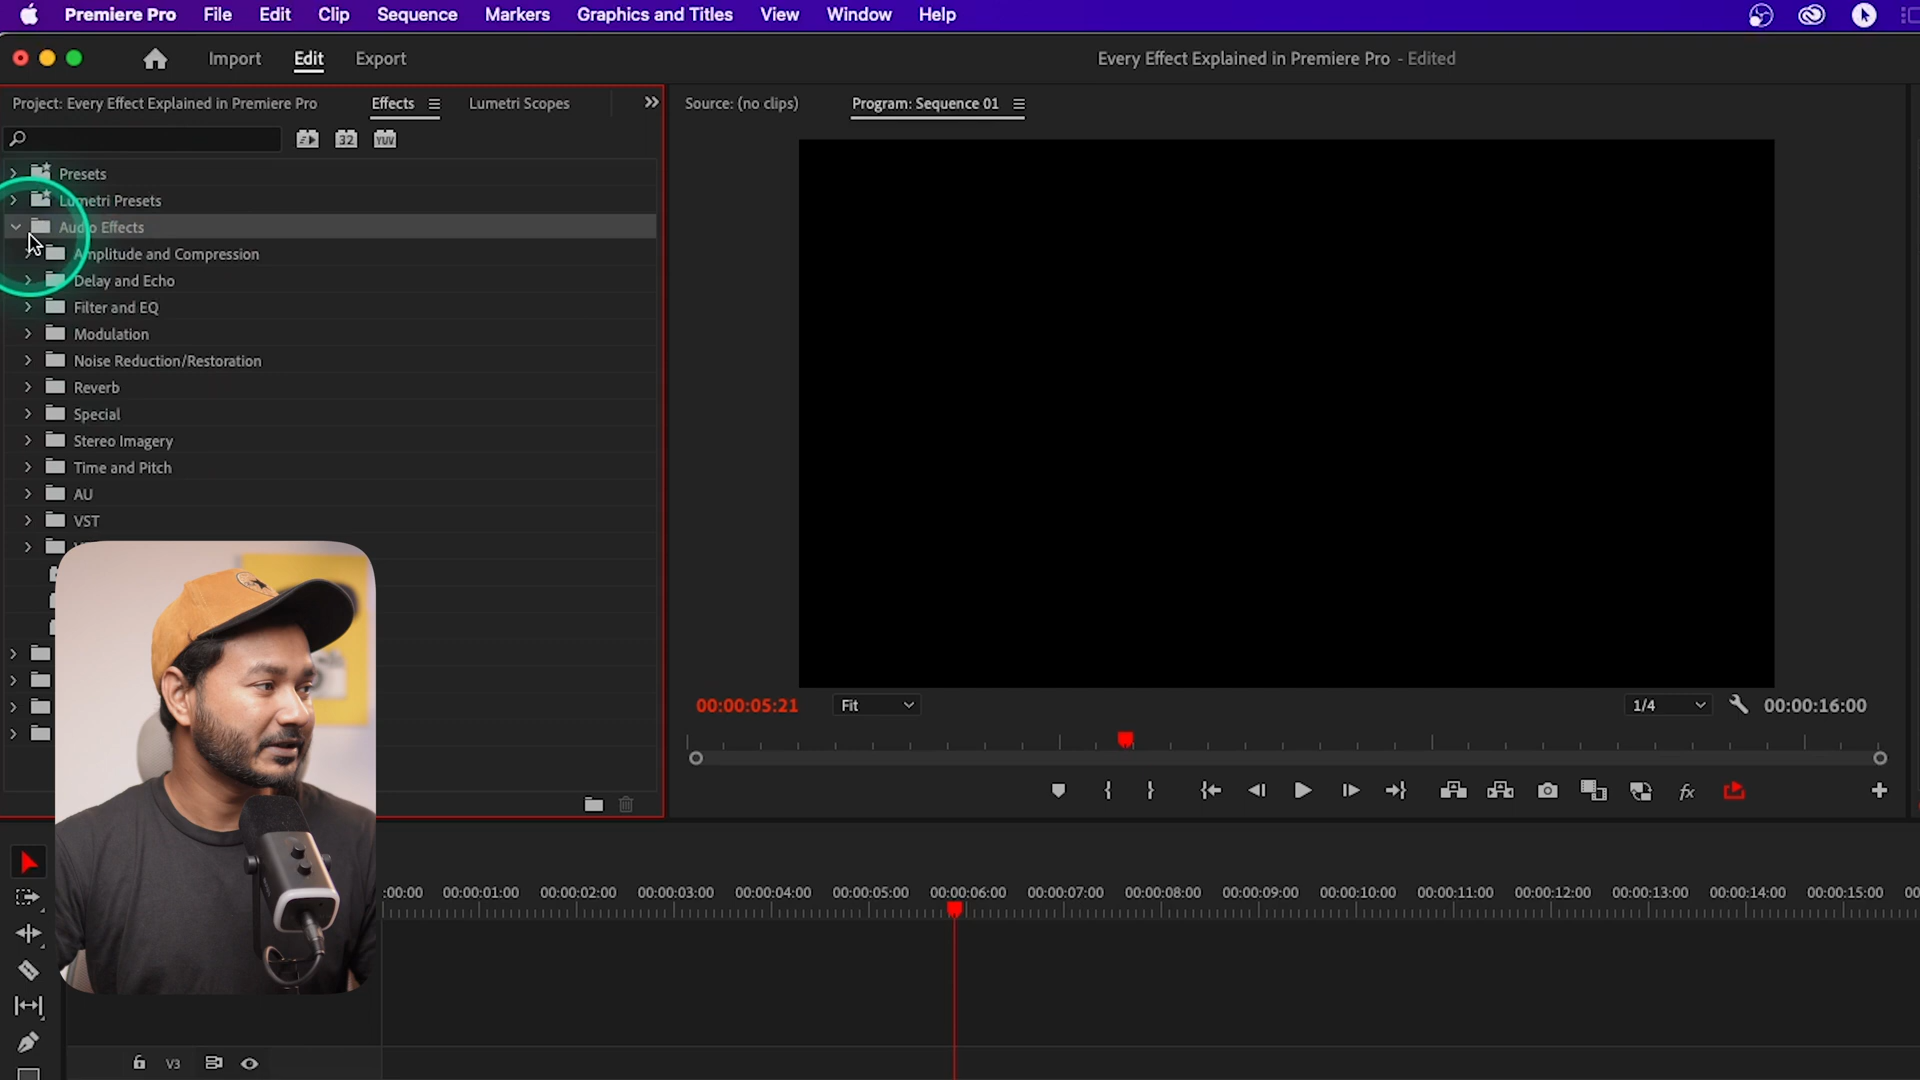 Premiere Pro File Edit Clip Sequence Markers Graphics and Titles View Window Help
Import Edit Export Every Effect Explained in Premiere Pro - Edited
Project: Every Effect Explained in Premiere Pro Effects Lumetri Scopes Source: (no clips) Program: Sequence 01
32 YUV
Presets
Lumetri Presets
Audio Effects
Amplitude and Compression
Delay and Echo
Filter and EQ
Modulation
Noise Reduction/Restoration
Reverb
Special
Stereo Imagery
Time and Pitch
AU
VST
00:00:05:21 Fit 1/4 00:00:16:00
fx
:00:00 00:00:01:00 00:00:02:00 00:00:03:00 00:00:04:00 00:00:05:00 00:00:06:00 00:00:07:00 00:00:08:00 00:00:09:00 00:00:10:00 00:00:11:00 00:00:12:00 00:00:13:00 00:00:14:00 00:00:15:00 00
V3